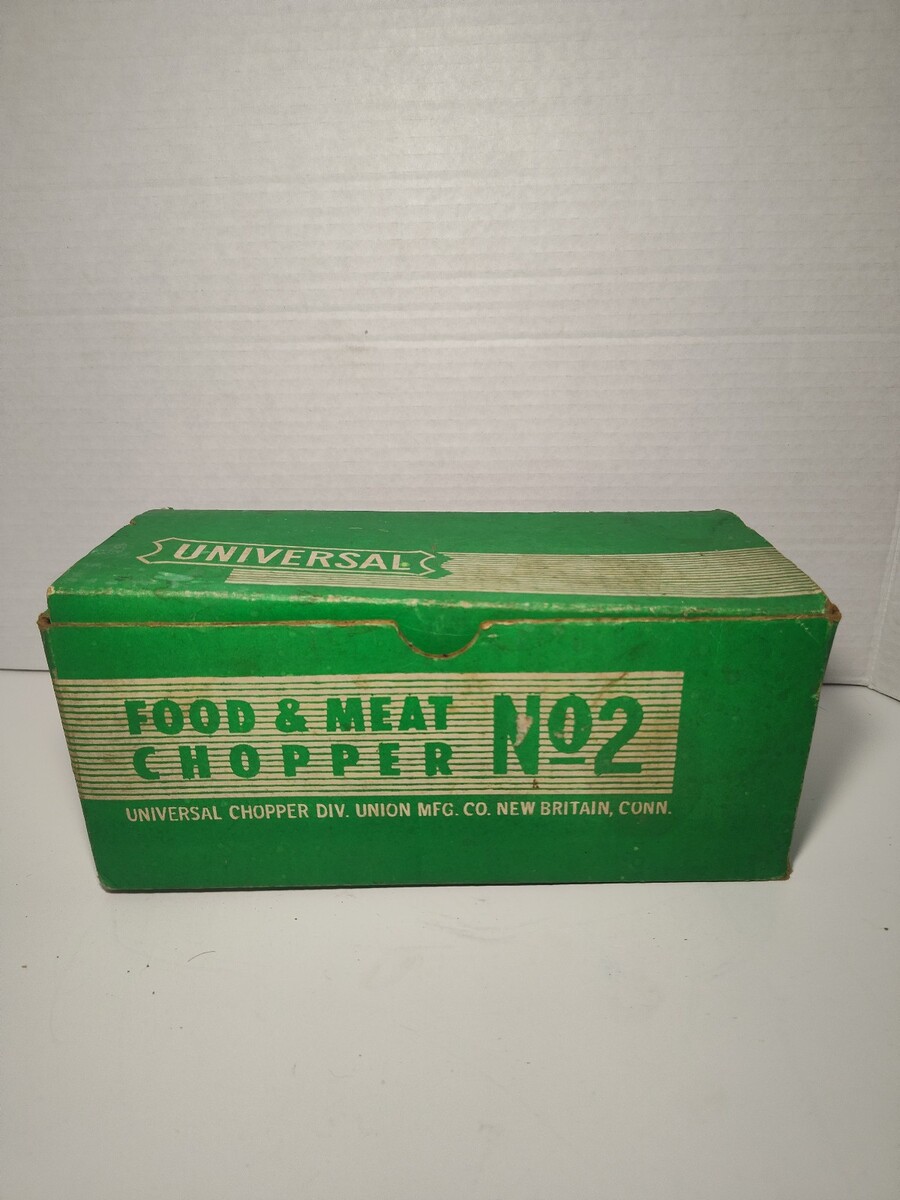 UNIVERSAL
FOOD & MEAT
CHOPPER
No2
UNIVERSAL CHOPPER DIV. UNION MFG. CO. NEW BRITAIN, CONN.